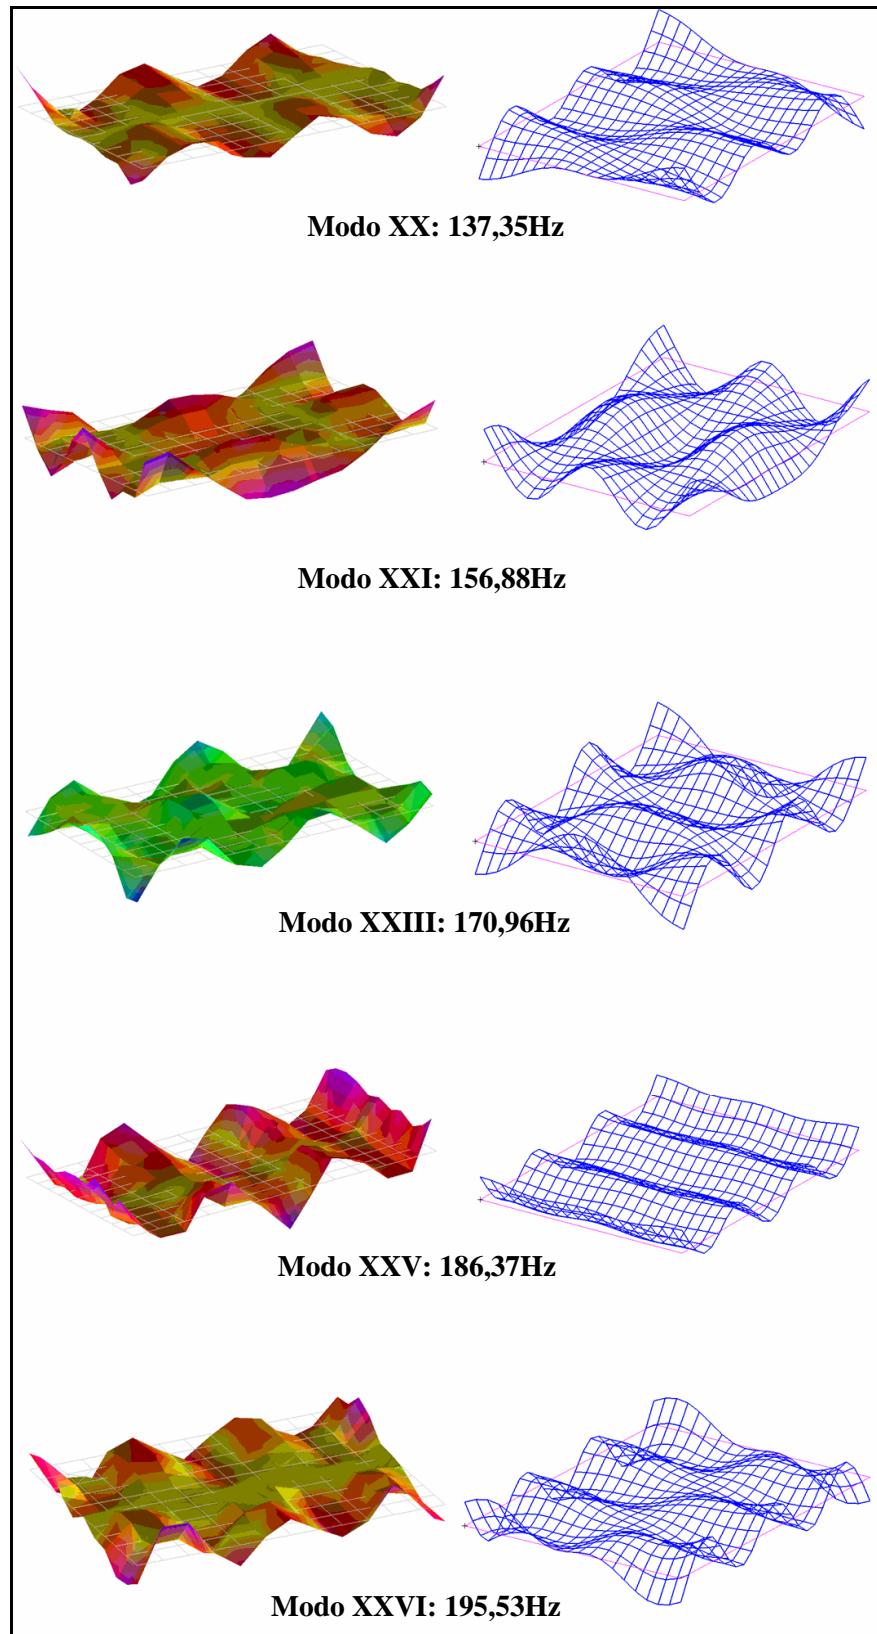 Modo XX: 137,35Hz
Modo XXI: 156,88Hz
Modo XXIII: 170,96Hz
Modo XXV: 186,37Hz
Modo XXVI: 195,53Hz